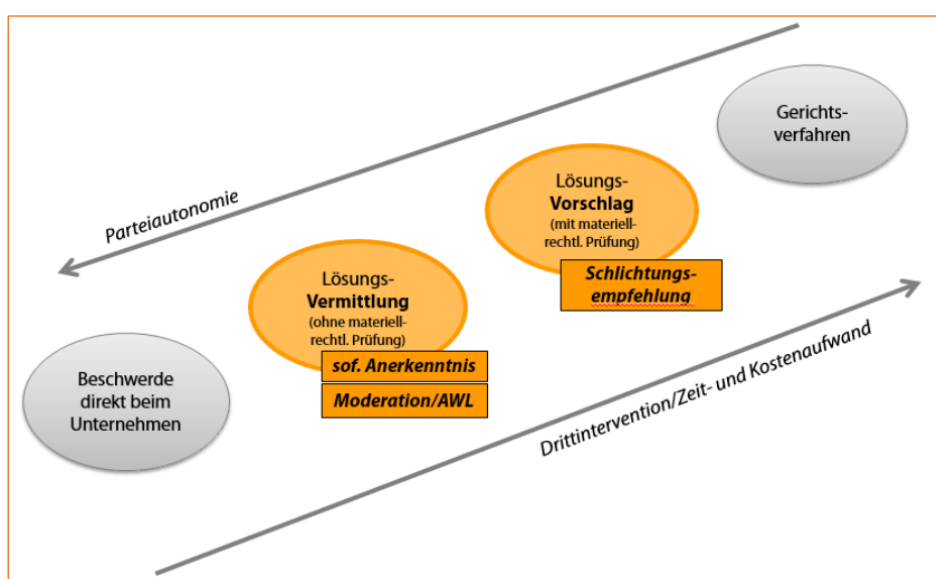 Gerichts-
verfahren
Parteiautonomie
Lösungs-
Vorschlag
(mit materiell-
rechtl. Prüfung)
Schlichtungs-
empfehlung
Lösungs-
Vermittlung
(ohne materiell-
rechtl. Prüfung)
sof. Anerkenntnis
Moderation/AWL
Beschwerde
direkt beim
Unternehmen
Drittintervention/Zeit- und Kostenaufwand